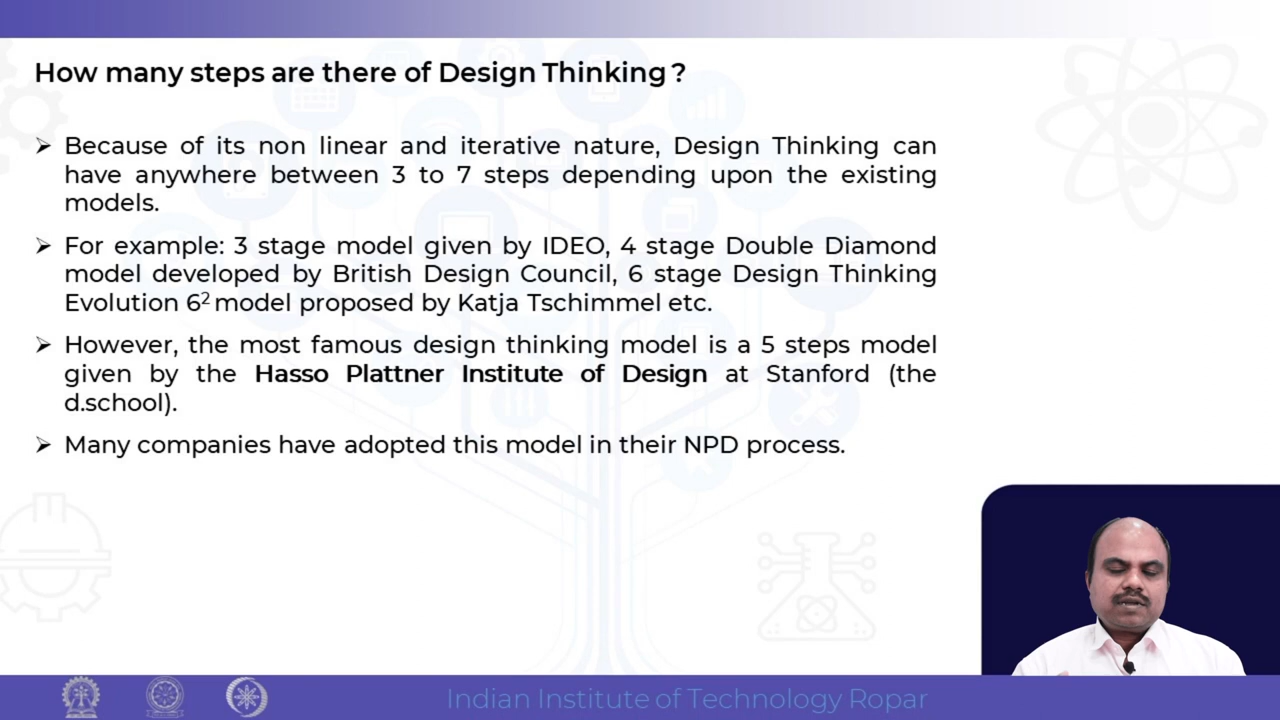 How many steps are there of Design Thinking ?
➢ Because of its non linear and iterative nature, Design Thinking can
have anywhere between 3 to 7 steps depending upon the existing
models.
➢ For example: 3 stage model given by IDEO, 4 stage Double Diamond
model developed by British Design Council, 6 stage Design Thinking
Evolution 6² model proposed by Katja Tschimmel etc.
➢ However, the most famous design thinking model is a 5 steps model
given by the Hasso Plattner Institute of Design at Stanford (the
d.school).
➢ Many companies have adopted this model in their NPD process.
Indian Institute of Technology Ropar